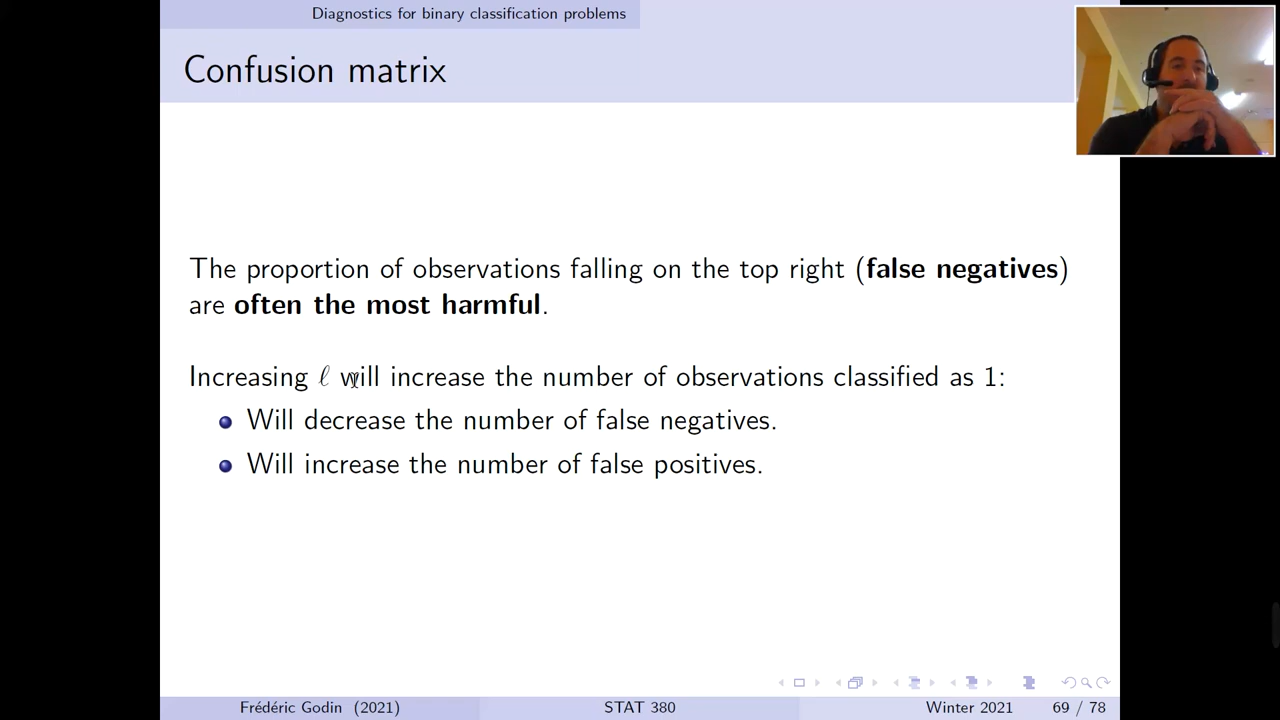 Diagnostics for binary classification problems
Confusion matrix
The proportion of observations falling on the top right (false negatives)
are often the most harmful.
Increasing ℓ will increase the number of observations classified as 1:
Will decrease the number of false negatives.
Will increase the number of false positives.
Frédéric Godin (2021) STAT 380 Winter 2021 69 / 78